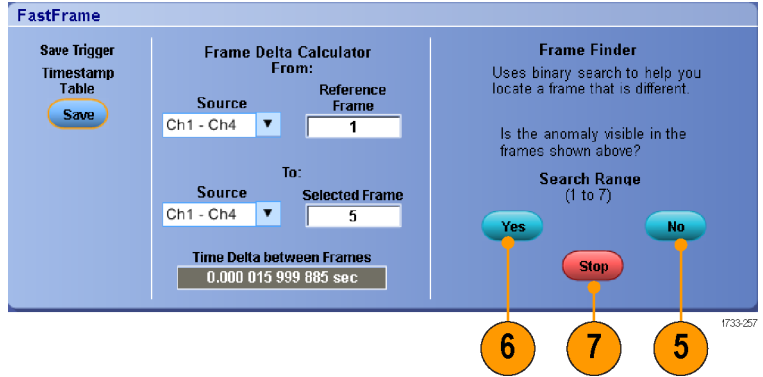 FastFrame
Save Trigger
Timestamp
Table
Save
Frame Delta Calculator
From:
Source
Reference
Frame
Ch1 - Ch4
1
To:
Source
Selected Frame
Ch1 - Ch4
5
Time Delta between Frames
0.000 015 999 885 sec
Frame Finder
Uses binary search to help you
locate a frame that is different.
Is the anomaly visible in the
frames shown above?
Search Range
(1 to 7)
Yes
No
Stop
6
7
5
1733-257